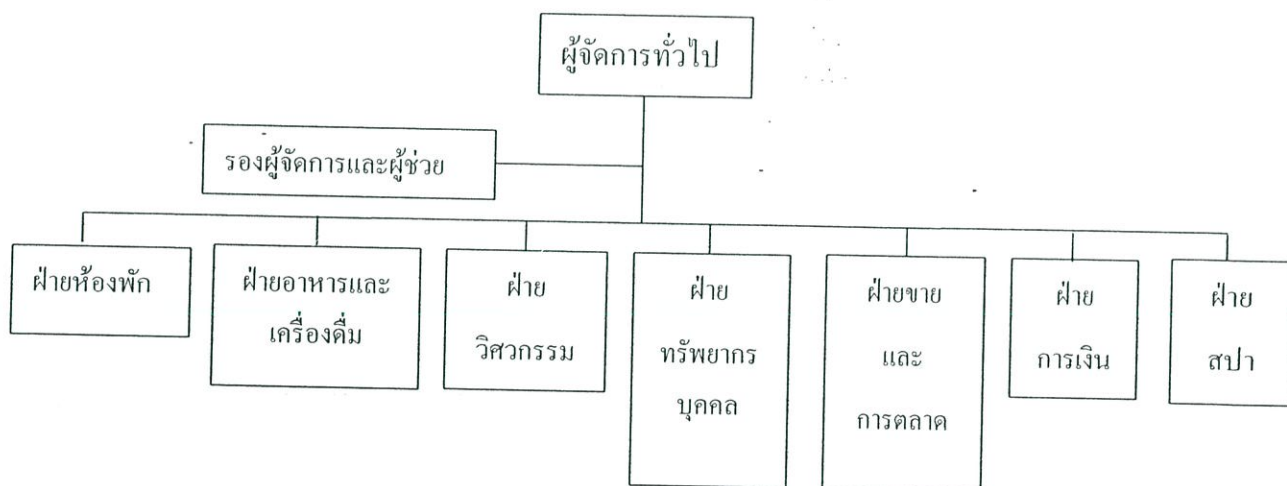 ผู้จัดการทั่วไป
รองผู้จัดการและผู้ช่วย
ฝ่ายห้องพัก
ฝ่ายอาหารและ
เครื่องดื่ม
ฝ่าย
วิศวกรรม
ฝ่าย
ทรัพยากร
บุคคล
ฝ่ายขาย
และ
การตลาด
ฝ่าย
การเงิน
ฝ่าย
สปา